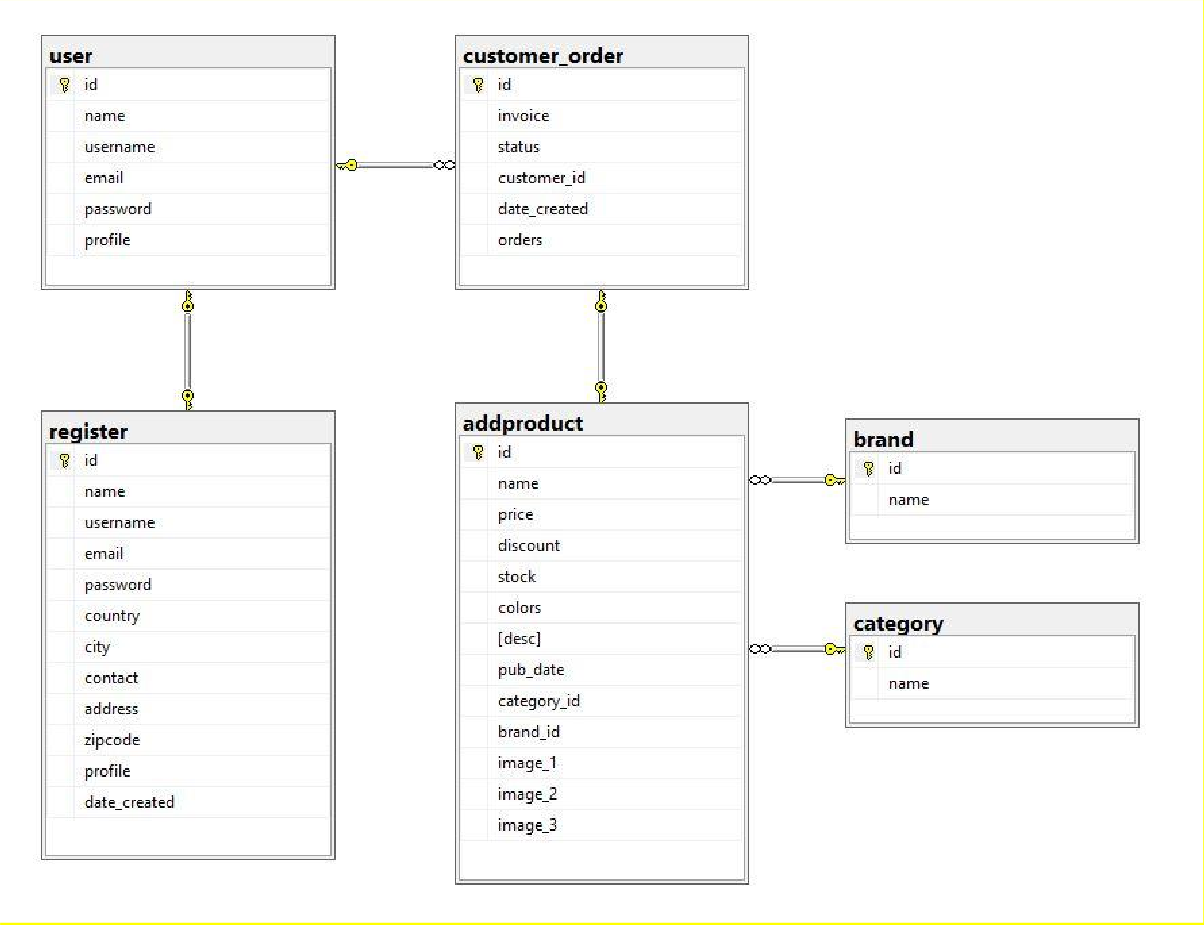 user
id
name
username
email
password
profile
customer_order
id
invoice
status
customer_id
date_created
orders
register
id
name
username
email
password
country
city
contact
address
zipcode
profile
date_created
addproduct
id
name
price
discount
stock
colors
[desc]
pub_date
category_id
brand_id
image_1
image_2
image_3
brand
id
name
category
id
name